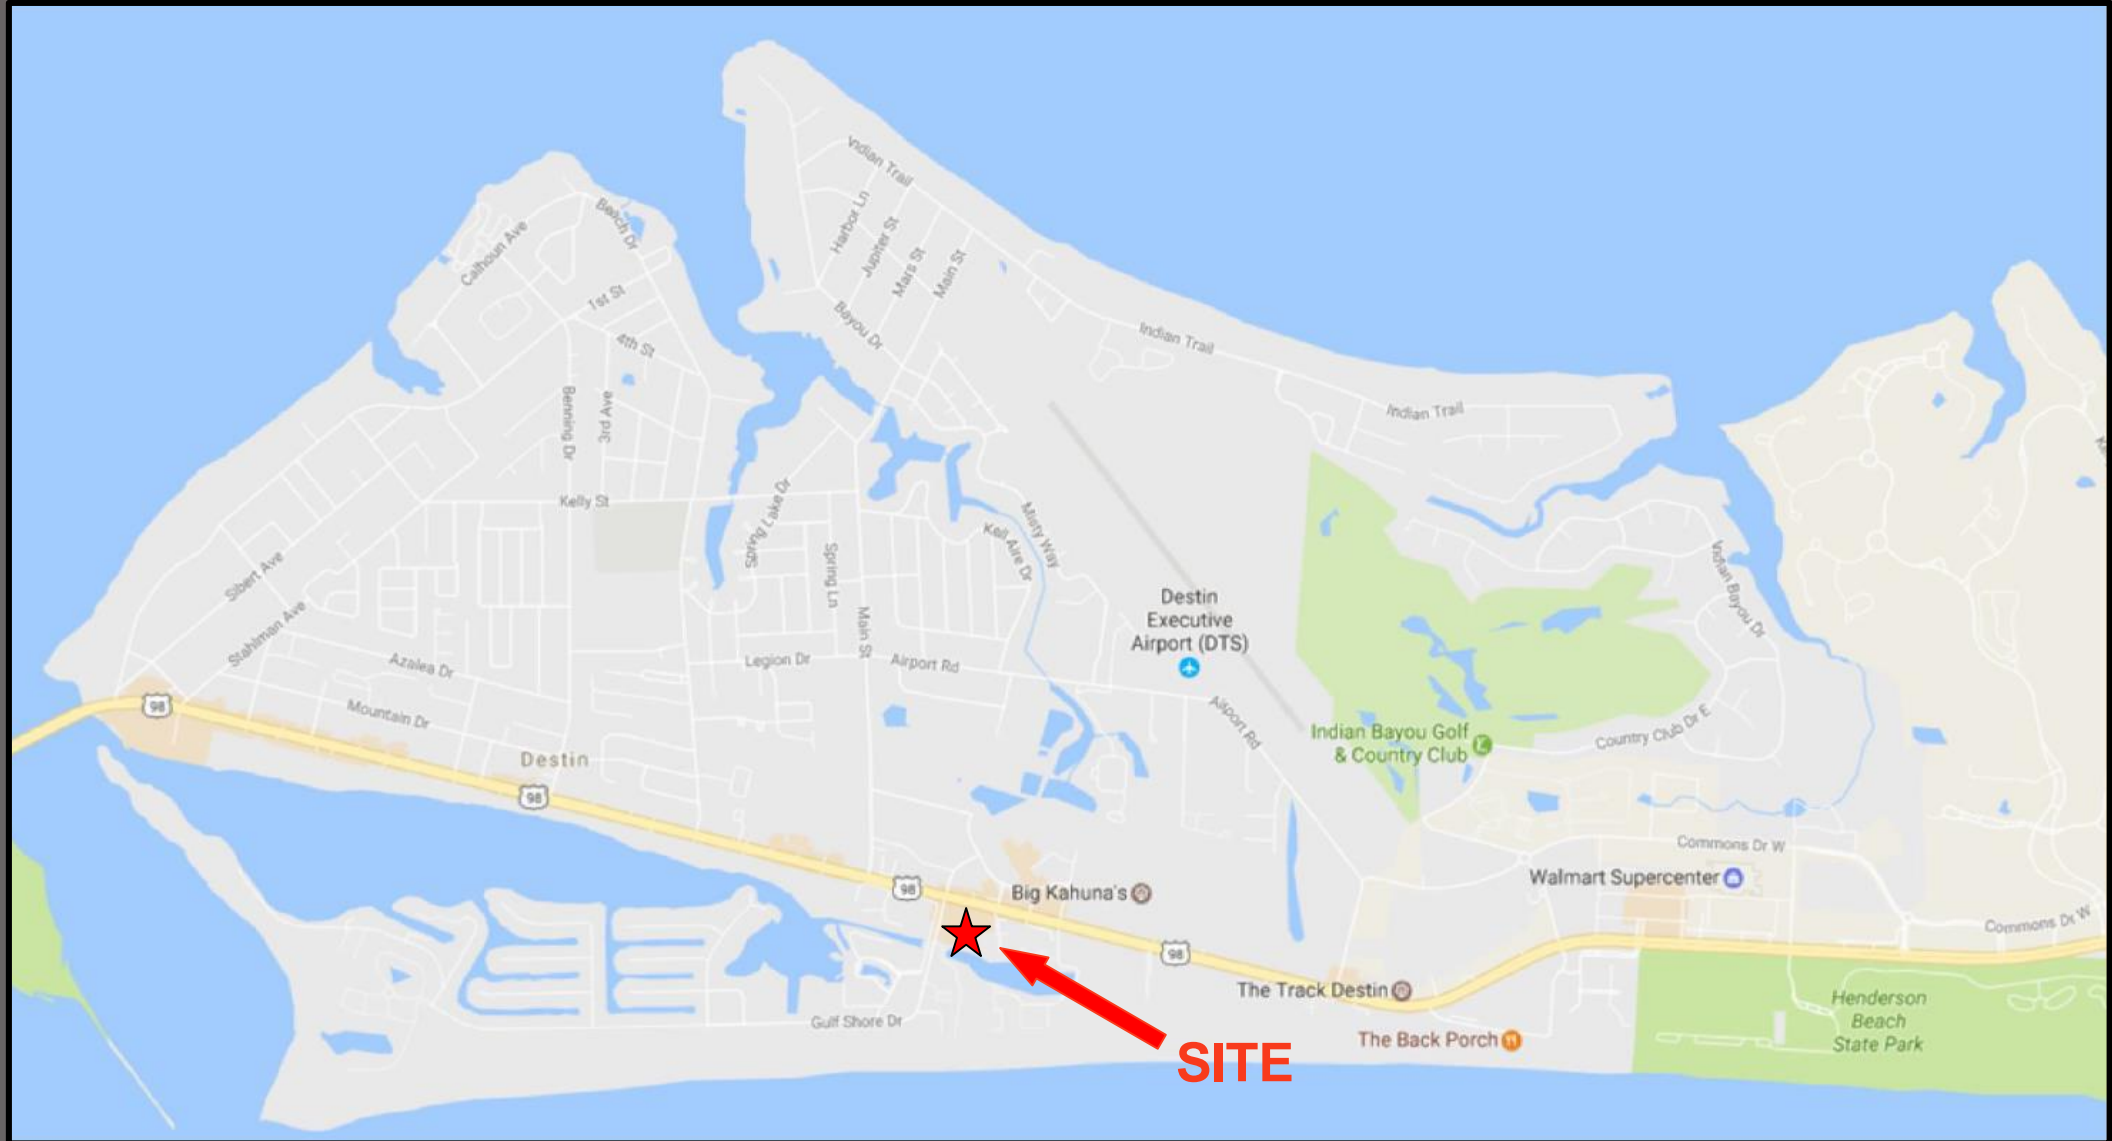 Indian Trail
Harbor Ln
Jupiter St
Mars St
Main St
Beach Dr
Calhoun Ave
1st St
4th St
Bayou Dr
Indian Trail
Indian Trail
Benning Dr
3rd Ave
Kelly St
Spring Lake Dr
Spring Ln
Kell Aire Dr
Misty Way
Indian Bayou Dr
Sibert Ave
Stahlman Ave
Main St
Destin
Executive
Airport (DTS)
Azalea Dr
Legion Dr
Airport Rd
98
Mountain Dr
Airport Rd
Indian Bayou Golf
& Country Club
Country Club Dr E
Destin
98
Commons Dr W
98
Big Kahuna's
Walmart Supercenter
Commons Dr W
98
The Track Destin
Gulf Shore Dr
Henderson
Beach
State Park
The Back Porch
SITE